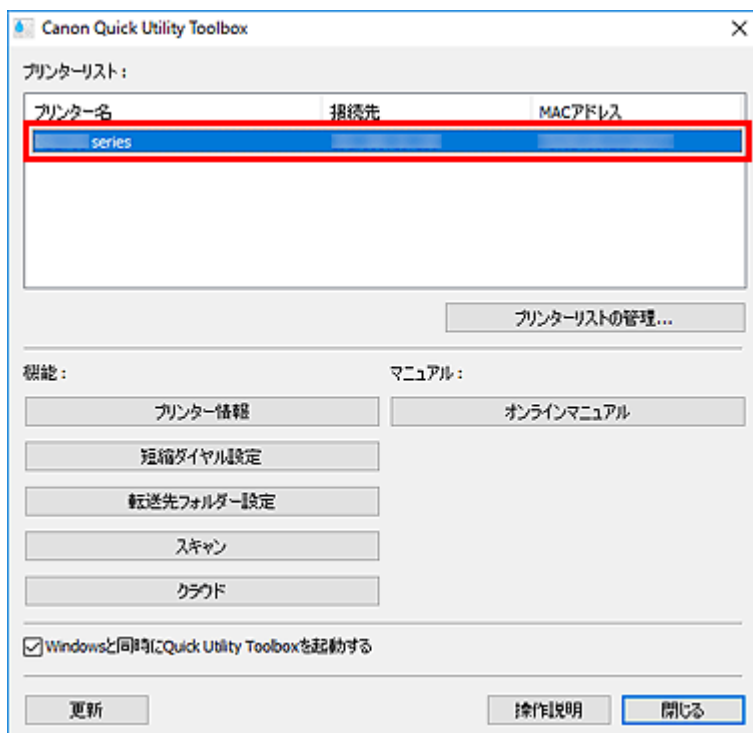 Canon Quick Utility Toolbox
プリンターリスト：
プリンター名 接続先 MACアドレス
series
プリンターリストの管理...
機能： マニュアル：
プリンター情報 オンラインマニュアル
短縮ダイヤル設定
転送先フォルダー設定
スキャン
クラウド
Windowsと同時にQuick Utility Toolboxを起動する
更新 操作説明 閉じる